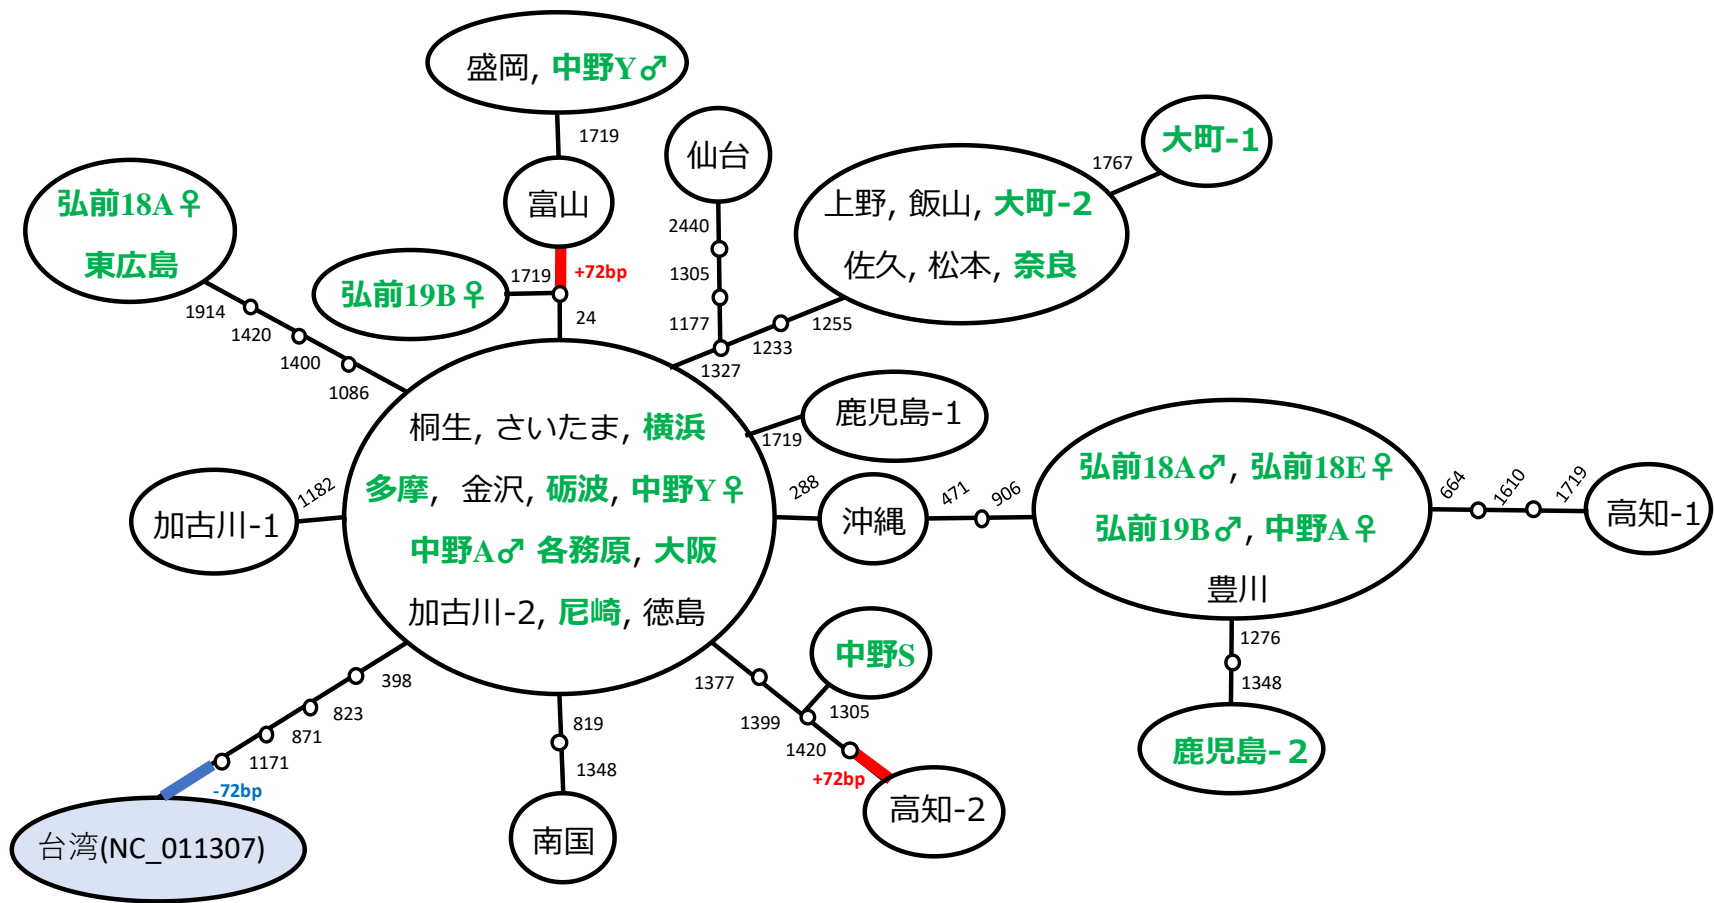 盛岡, 中野Y♂
1719
富山
+72bp
1719
弘前19B♀
24
仙台
2440
1305
1177
1327
1233
1255
上野, 飯山, 大町-2
佐久, 松本, 奈良
1767
大町-1
弘前18A♀
東広島
1914
1420
1400
1086
桐生, さいたま, 横浜
多摩, 金沢, 砺波, 中野Y♀
中野A♂ 各務原, 大阪
加古川-2, 尼崎, 徳島
1719
鹿児島-1
1182
加古川-1
288
沖縄
471
906
弘前18A♂, 弘前18E♀
弘前19B♂, 中野A♀
豊川
664
1610
1719
高知-1
1276
1348
鹿児島-2
398
823
871
1171
-72bp
台湾(NC_011307)
819
1348
南国
1377
1399
1305
中野S
1420
+72bp
高知-2